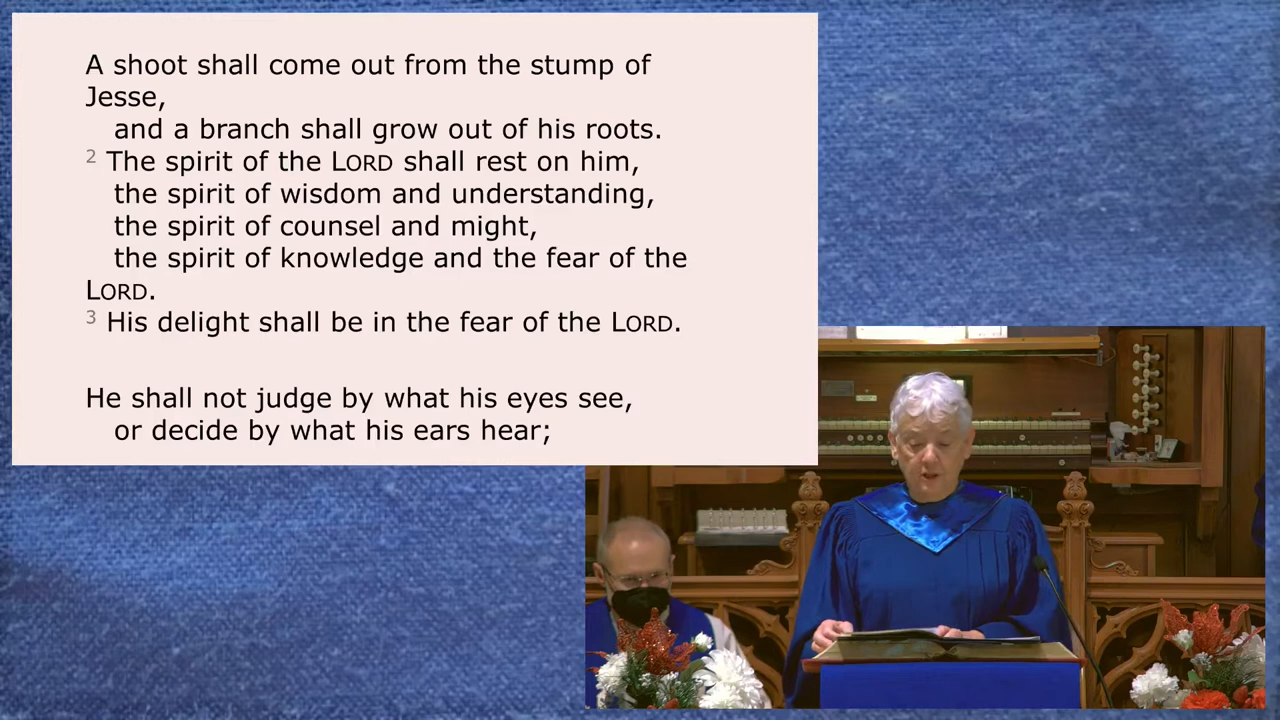 A shoot shall come out from the stump of
Jesse,
and a branch shall grow out of his roots.
2 The spirit of the LORD shall rest on him,
the spirit of wisdom and understanding,
the spirit of counsel and might,
the spirit of knowledge and the fear of the
LORD.
3 His delight shall be in the fear of the LORD.
He shall not judge by what his eyes see,
or decide by what his ears hear;